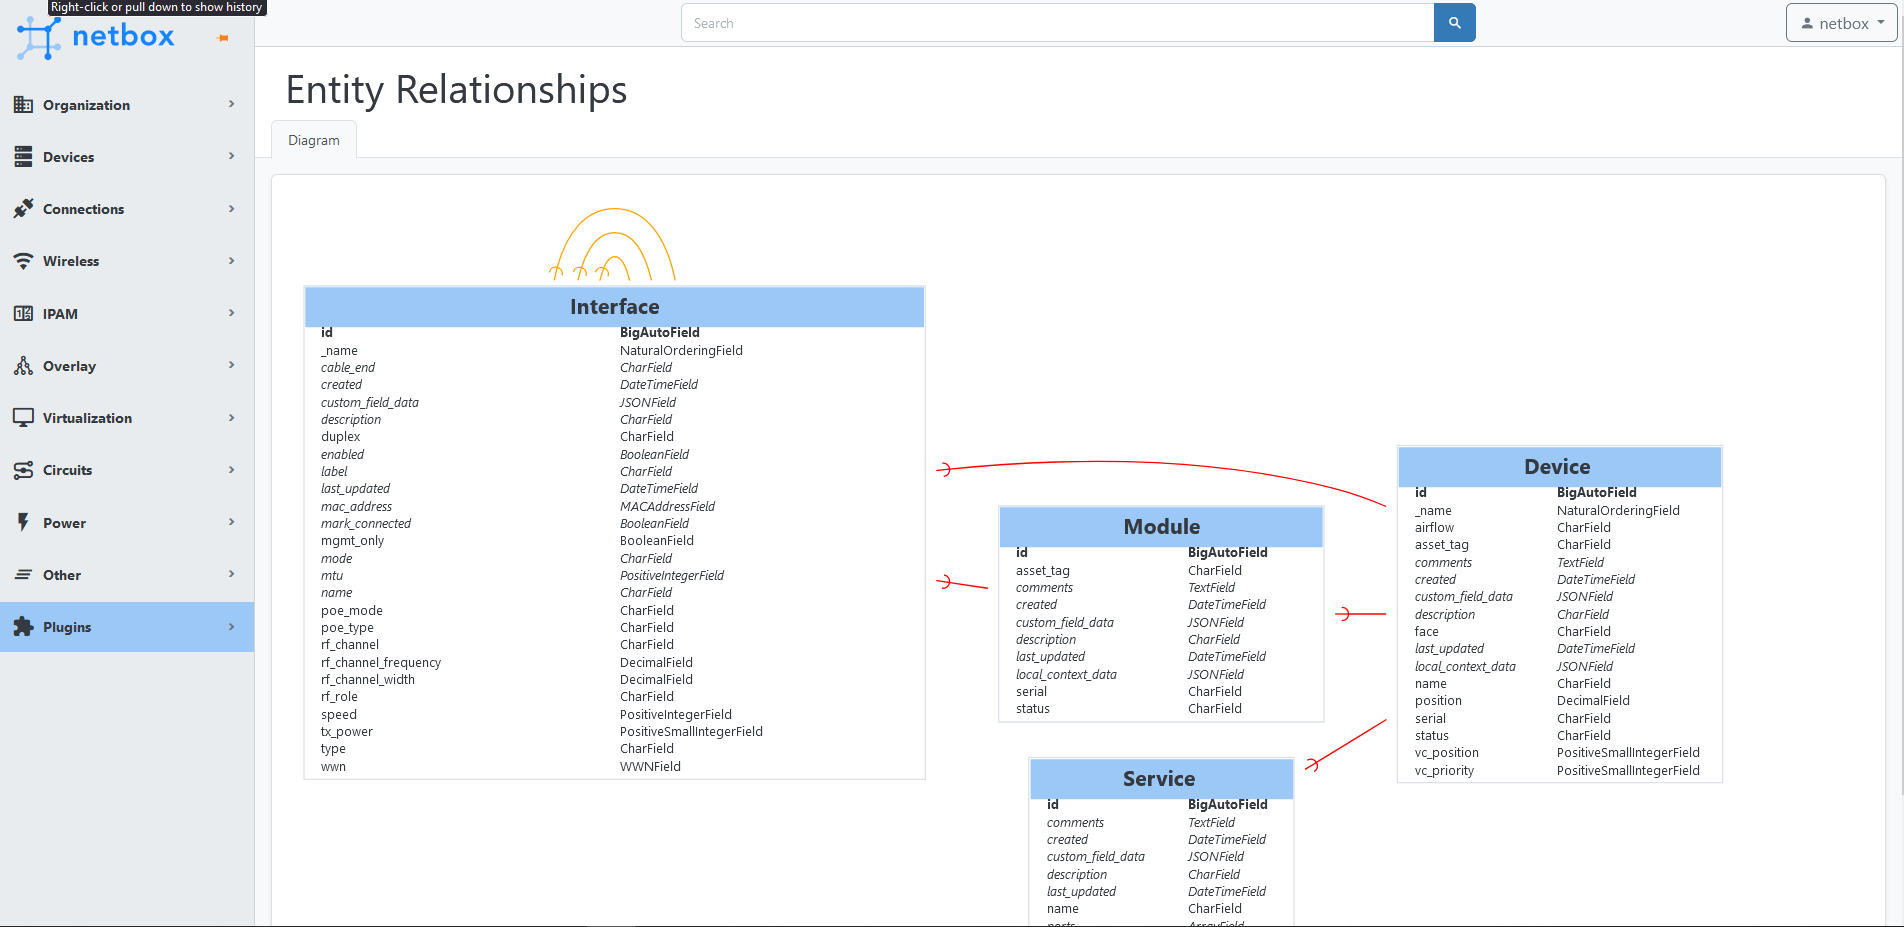 Right-click or pull down to show history
netbox
Search
netbox
Entity Relationships
Diagram
Organization
Devices
Connections
Wireless
IPAM
Overlay
Virtualization
Circuits
Power
Other
Plugins
Interface
id BigAutoField
_name NaturalOrderingField
cable_end CharField
created DateTimeField
custom_field_data JSONField
description CharField
duplex CharField
enabled BooleanField
label CharField
last_updated DateTimeField
mac_address MACAddressField
mark_connected BooleanField
mgmt_only BooleanField
mode CharField
mtu PositiveIntegerField
name CharField
poe_mode CharField
poe_type CharField
rf_channel CharField
rf_channel_frequency DecimalField
rf_channel_width DecimalField
rf_role CharField
speed PositiveIntegerField
tx_power PositiveSmallIntegerField
type CharField
wwn WWNField
Module
id BigAutoField
asset_tag CharField
comments TextField
created DateTimeField
custom_field_data JSONField
description CharField
last_updated DateTimeField
local_context_data JSONField
serial CharField
status CharField
Device
id BigAutoField
_name NaturalOrderingField
airflow CharField
asset_tag CharField
comments TextField
created DateTimeField
custom_field_data JSONField
description CharField
face CharField
last_updated DateTimeField
local_context_data JSONField
name CharField
position DecimalField
serial CharField
status CharField
vc_position PositiveSmallIntegerField
vc_priority PositiveSmallIntegerField
Service
id BigAutoField
comments TextField
created DateTimeField
custom_field_data JSONField
description CharField
last_updated DateTimeField
name CharField
ports ArrayField